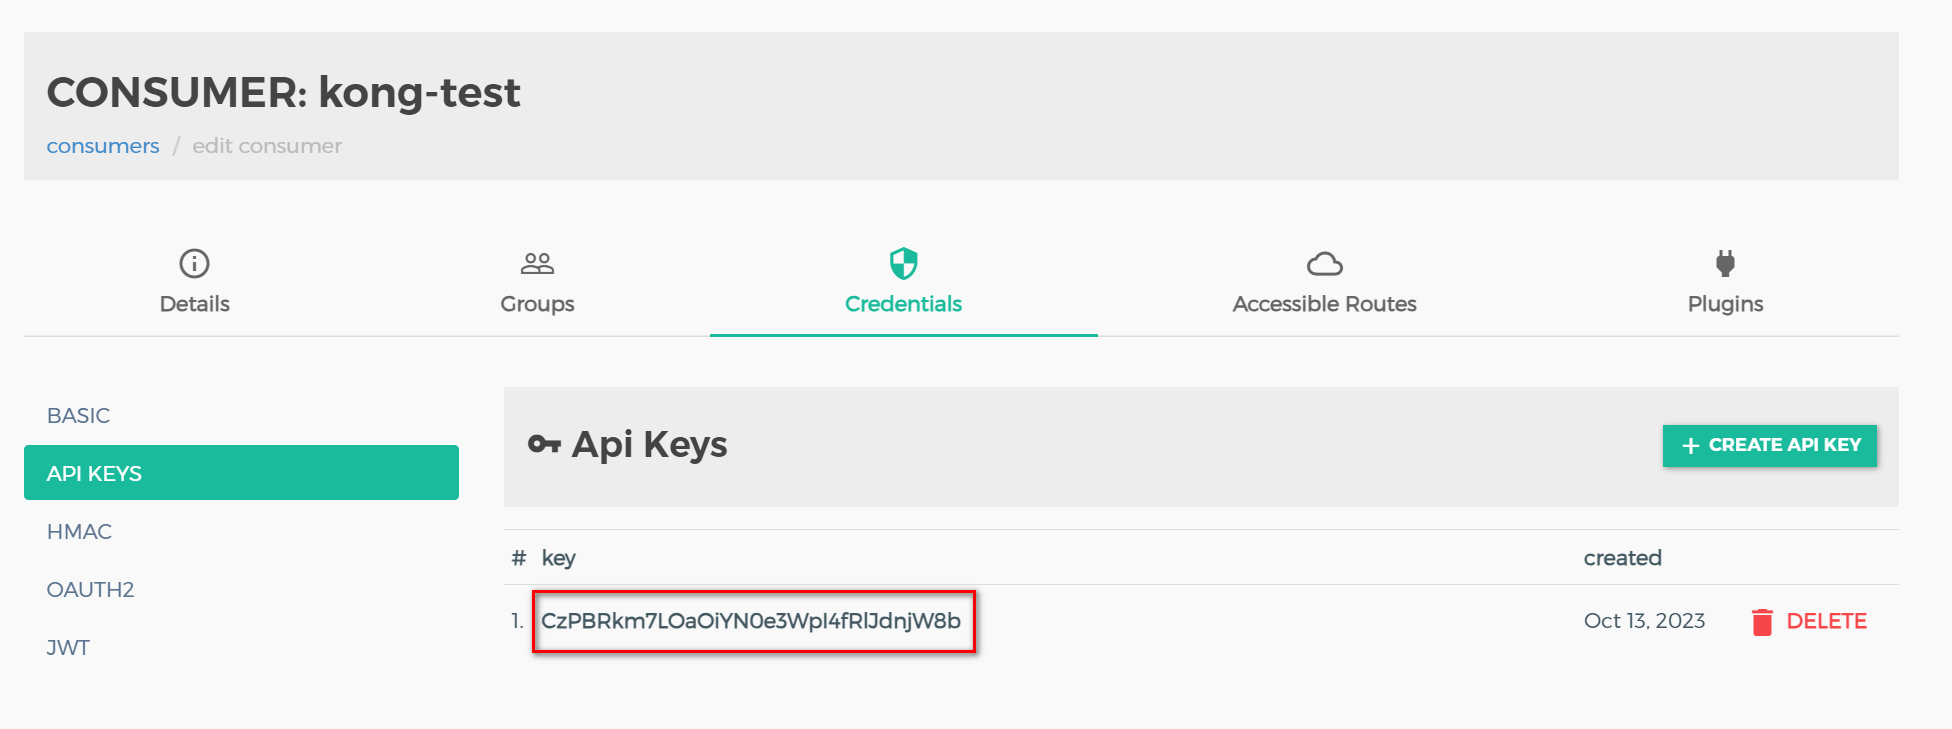 CONSUMER: kong-test
consumers / edit consumer
Details
Groups
Credentials
Accessible Routes
Plugins
BASIC
API KEYS
HMAC
OAUTH2
JWT
Api Keys
+ CREATE API KEY
# key created
1. CzPBRkm7LOaOiYN0e3WpI4fRlJdnjW8b Oct 13, 2023 DELETE